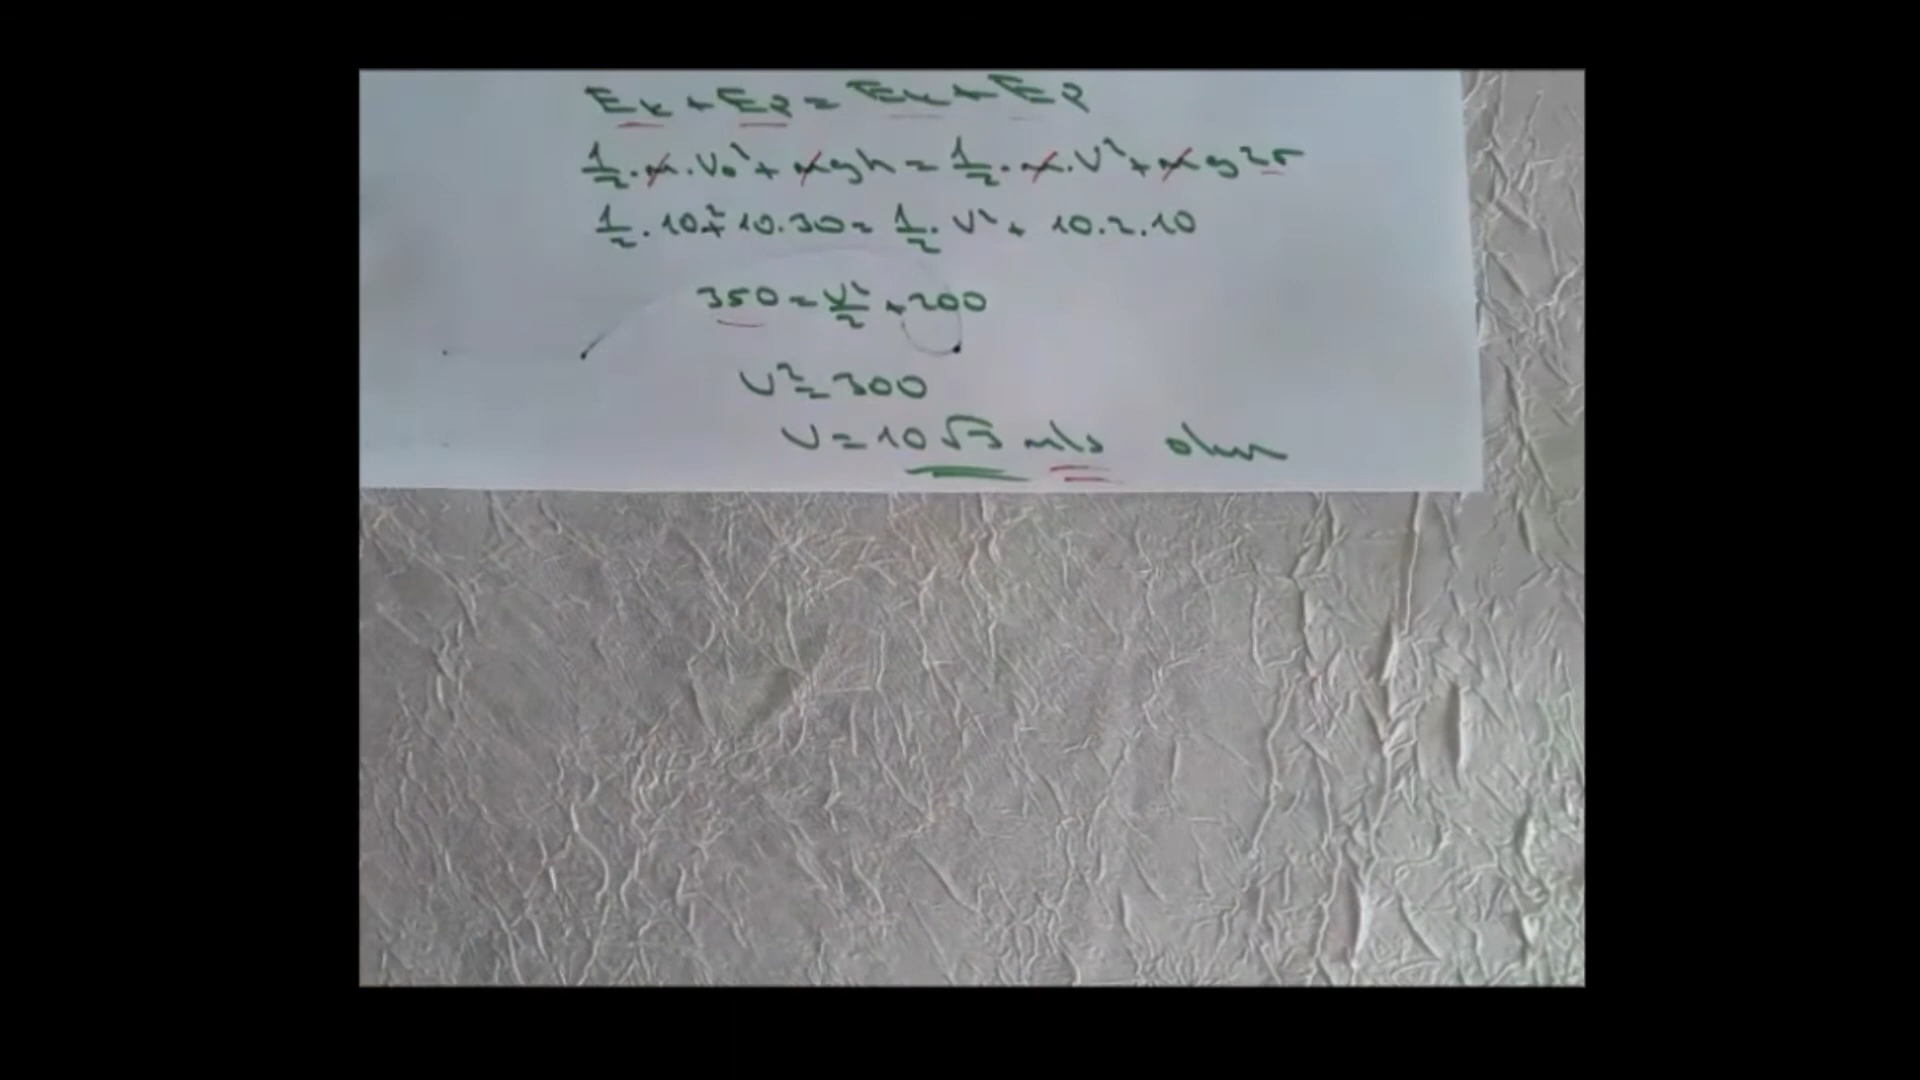 Ek + Ep = Ek + Ep
1/2 . m . V₀² + mgh = 1/2 . m . V² + mg2r
1/2 . 10² + 10.30 = 1/2 . V² + 10.2.10
350 = V²/2 + 200
V² = 300
V = 10√3 m/s olur